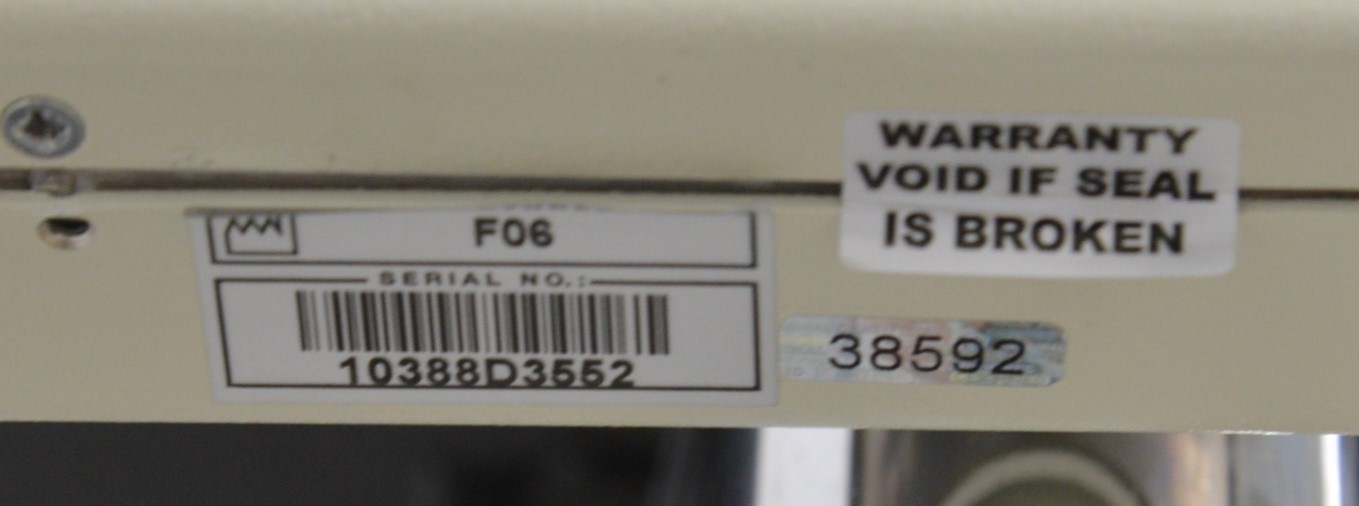 WARRANTY
VOID IF SEAL
IS BROKEN
F06
SERIAL NO.:
10388D3552
38592